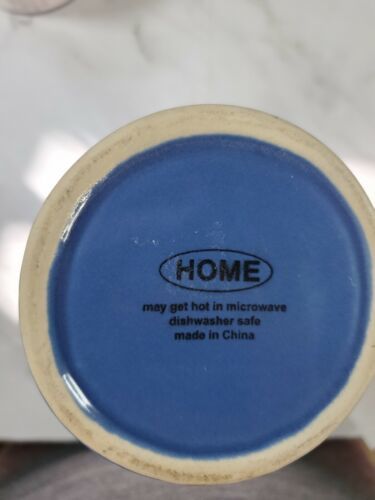 HOME
may get hot in microwave
dishwasher safe
made in China